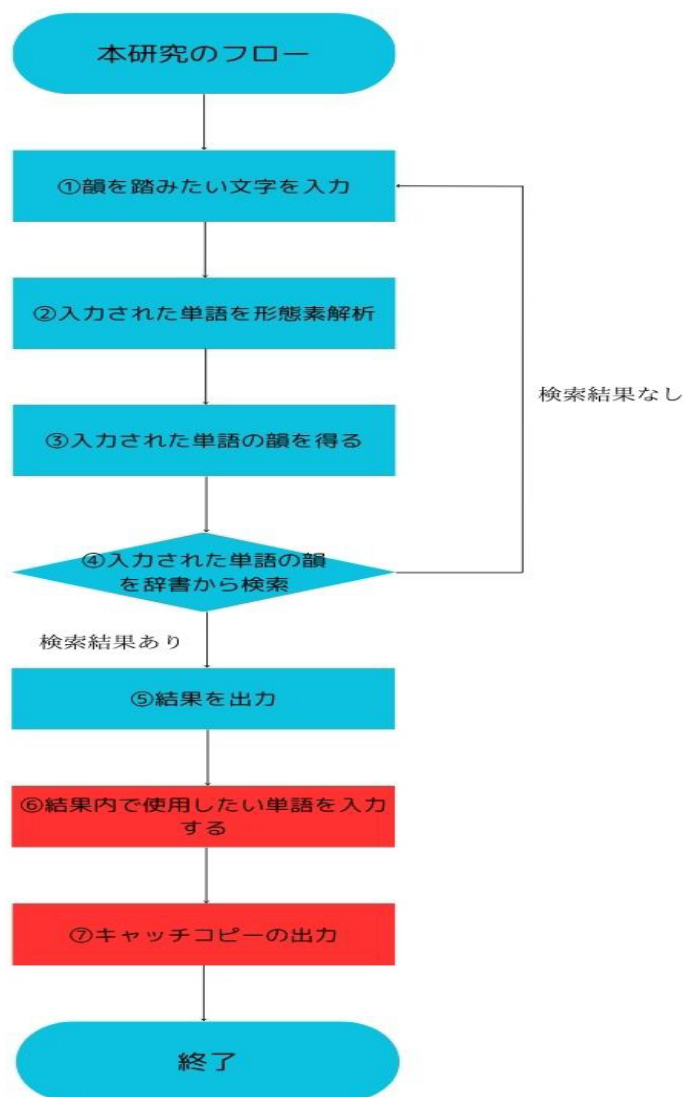 本研究のフロー
①韻を踏みたい文字を入力
②入力された単語を形態素解析
検索結果なし
③入力された単語の韻を得る
④入力された単語の韻
を辞書から検索
検索結果あり
⑤結果を出力
⑥結果内で使用したい単語を入力
する
⑦キャッチコピーの出力
終了